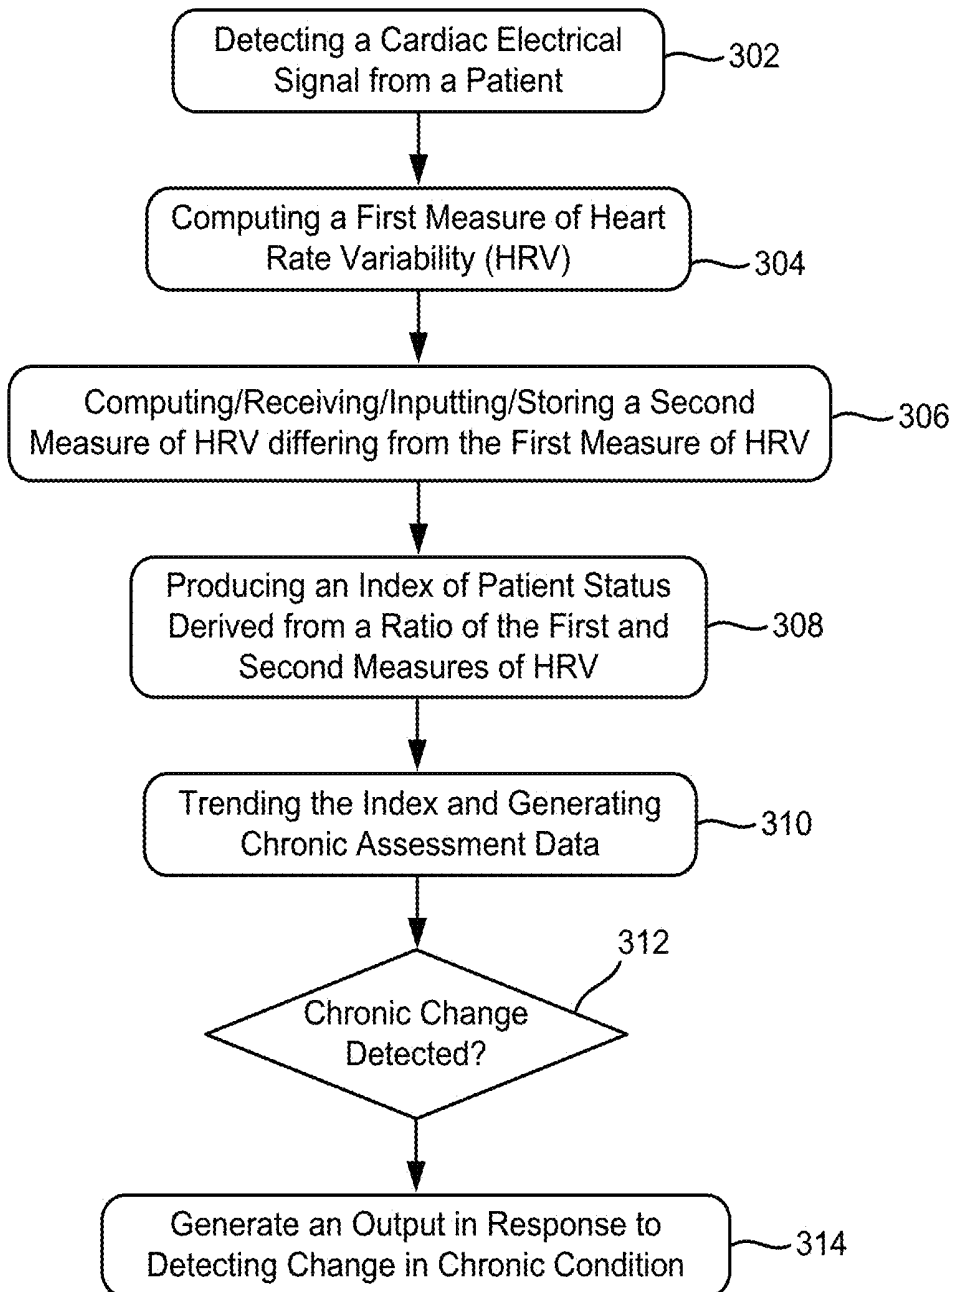 Detecting a Cardiac Electrical
Signal from a Patient
302
Computing a First Measure of Heart
Rate Variability (HRV)
304
Computing/Receiving/Inputting/Storing a Second
Measure of HRV differing from the First Measure of HRV
306
Producing an Index of Patient Status
Derived from a Ratio of the First and
Second Measures of HRV
308
Trending the Index and Generating
Chronic Assessment Data
310
312
Chronic Change
Detected?
Generate an Output in Response to
Detecting Change in Chronic Condition
314